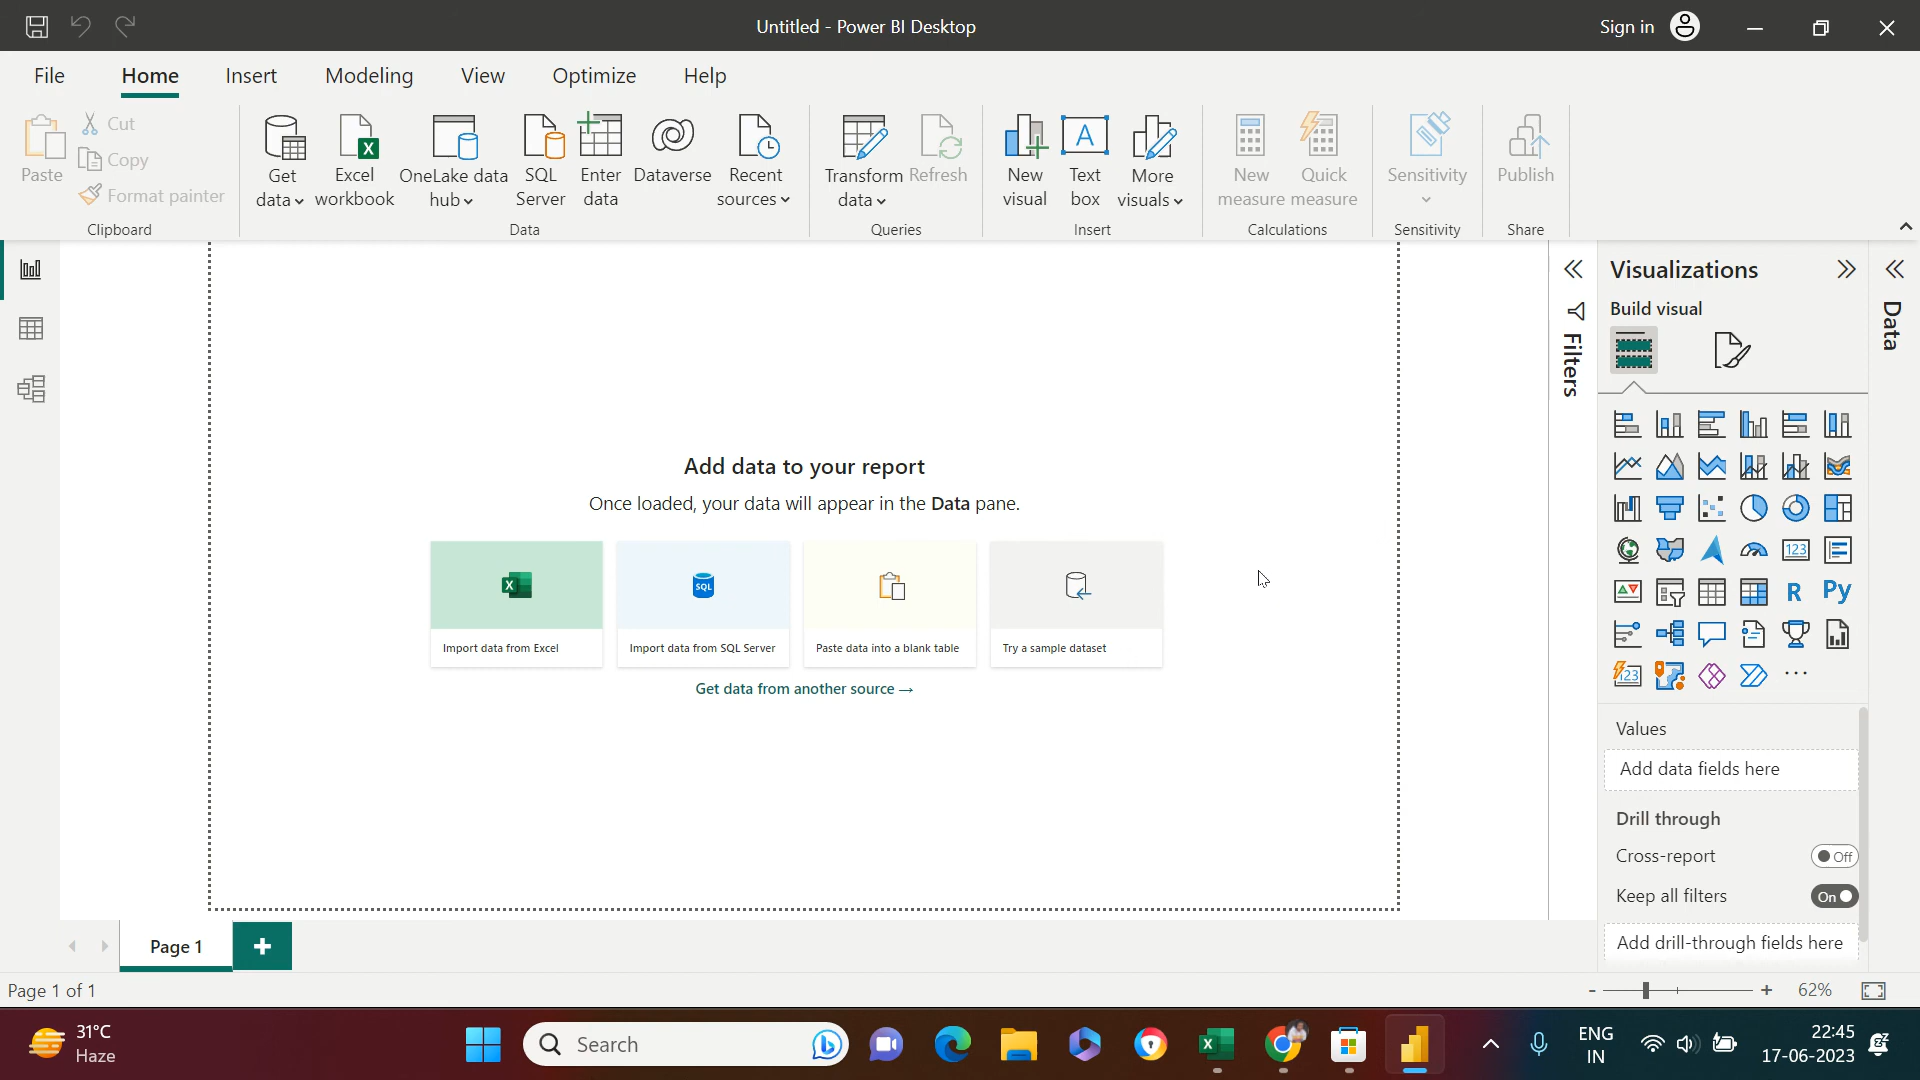 Untitled - Power BI Desktop
Sign in
File Home Insert Modeling View Optimize Help
Paste
Cut
Copy
Format painter
Clipboard
Get data
Excel workbook
OneLake data hub
SQL Server
Enter data
Dataverse
Recent sources
Data
Transform data
Refresh
Queries
New visual
Text box
More visuals
Insert
New measure
Quick measure
Calculations
Sensitivity
Sensitivity
Publish
Share
Add data to your report
Once loaded, your data will appear in the Data pane.
SQL
Import data from Excel
Import data from SQL Server
Paste data into a blank table
Try a sample dataset
Get data from another source →
Filters
Visualizations
Build visual
123
R
Py
123
Values
Add data fields here
Drill through
Cross-report
Off
Keep all filters
On
Add drill-through fields here
Data
Page 1
Page 1 of 1
62%
31°C
Haze
Search
ENG
IN
22:45
17-06-2023